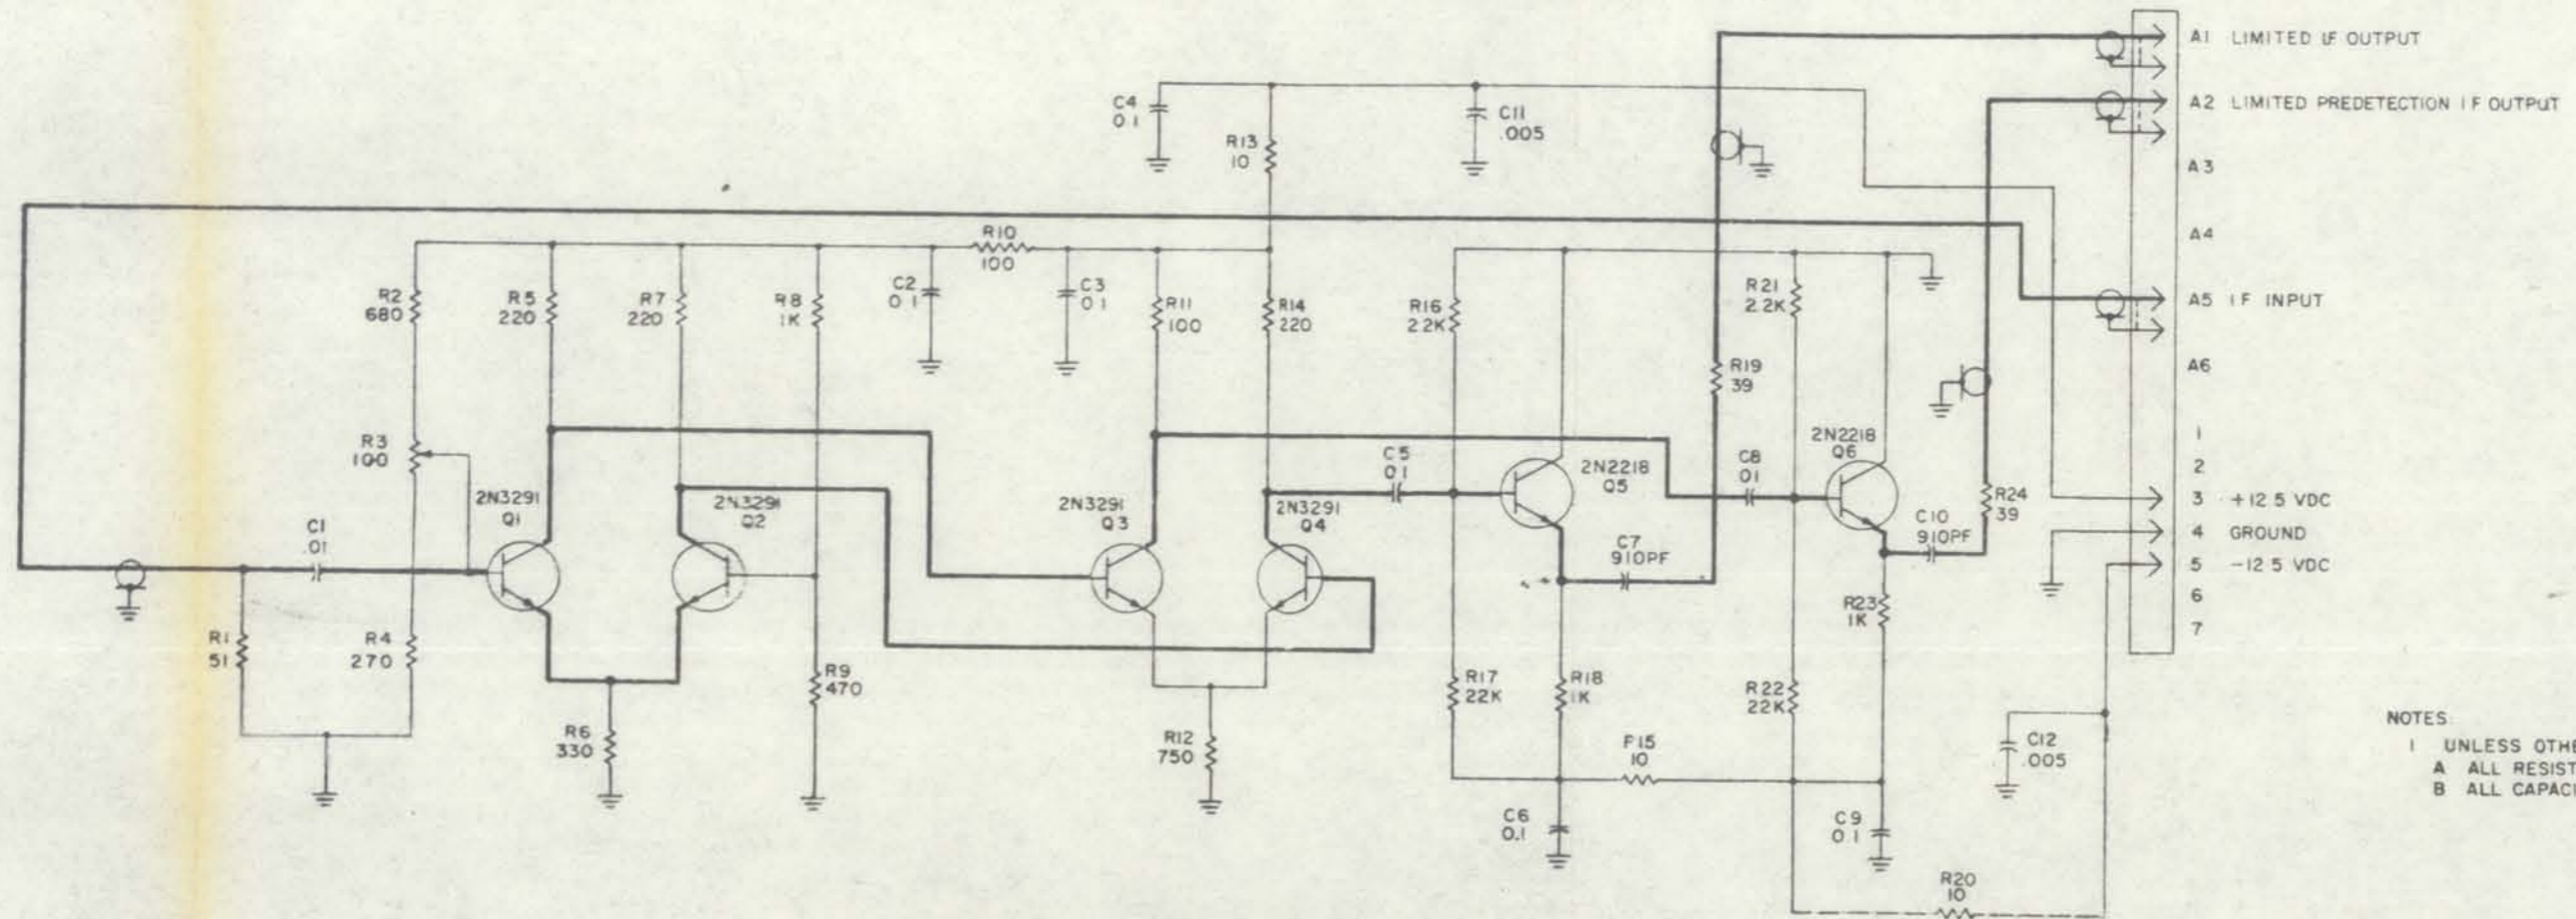 A1 LIMITED IF OUTPUT
A2 LIMITED PREDETECTION IF OUTPUT
A3
A4
A5 IF INPUT
A6
1
2
3 +12.5 VDC
4 GROUND
5 -12.5 VDC
6
7
C4
0.1
R13
10
C11
.005
R10
100
R2
680
R5
220
R7
220
R8
1K
C2
0.1
C3
0.1
R11
100
R14
220
R16
2.2K
R21
2.2K
R19
39
R3
100
2N3291
Q1
2N3291
Q2
2N3291
Q3
2N3291
Q4
C5
.01
2N2218
Q5
C8
.01
2N2218
Q6
R24
39
C1
.01
C7
910PF
C10
910PF
R1
51
R4
270
R9
470
R23
1K
R17
22K
R18
1K
R22
22K
R6
330
R12
750
R15
10
C12
.005
C6
0.1
C9
0.1
R20
10
NOTES:
1 UNLESS OTHE
A ALL RESIST
B ALL CAPACI